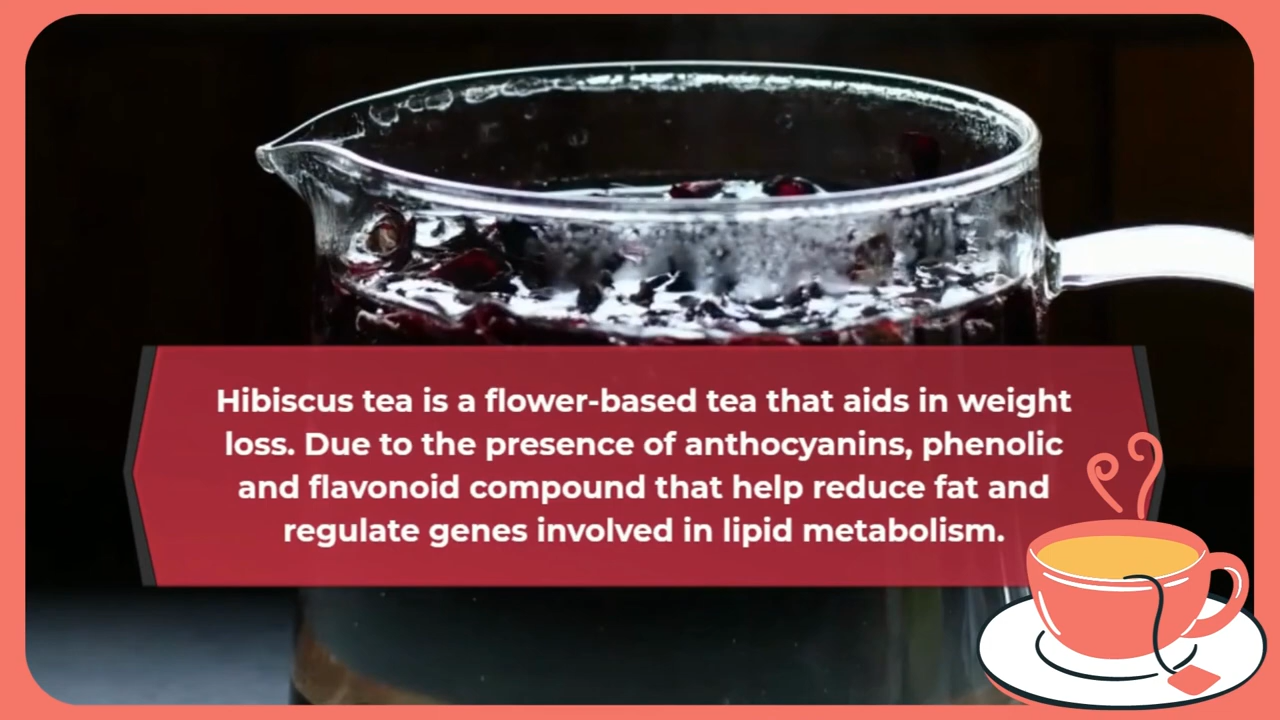 Hibiscus tea is a flower-based tea that aids in weight
loss. Due to the presence of anthocyanins, phenolic
and flavonoid compound that help reduce fat and
regulate genes involved in lipid metabolism.